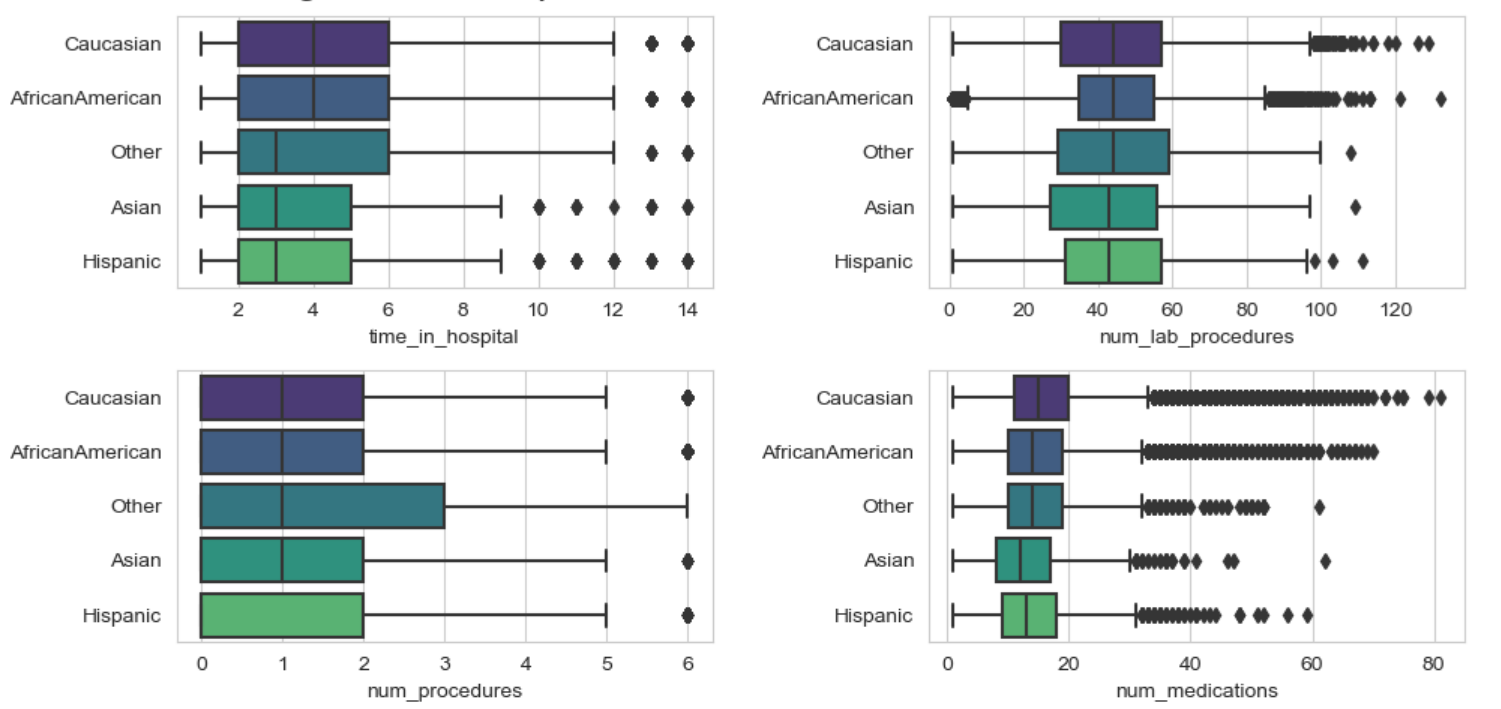 Caucasian
AfricanAmerican
Other
Asian
Hispanic
2 4 6 8 10 12 14
time_in_hospital
Caucasian
AfricanAmerican
Other
Asian
Hispanic
0 20 40 60 80 100 120
num_lab_procedures
Caucasian
AfricanAmerican
Other
Asian
Hispanic
0 1 2 3 4 5 6
num_procedures
Caucasian
AfricanAmerican
Other
Asian
Hispanic
0 20 40 60 80
num_medications